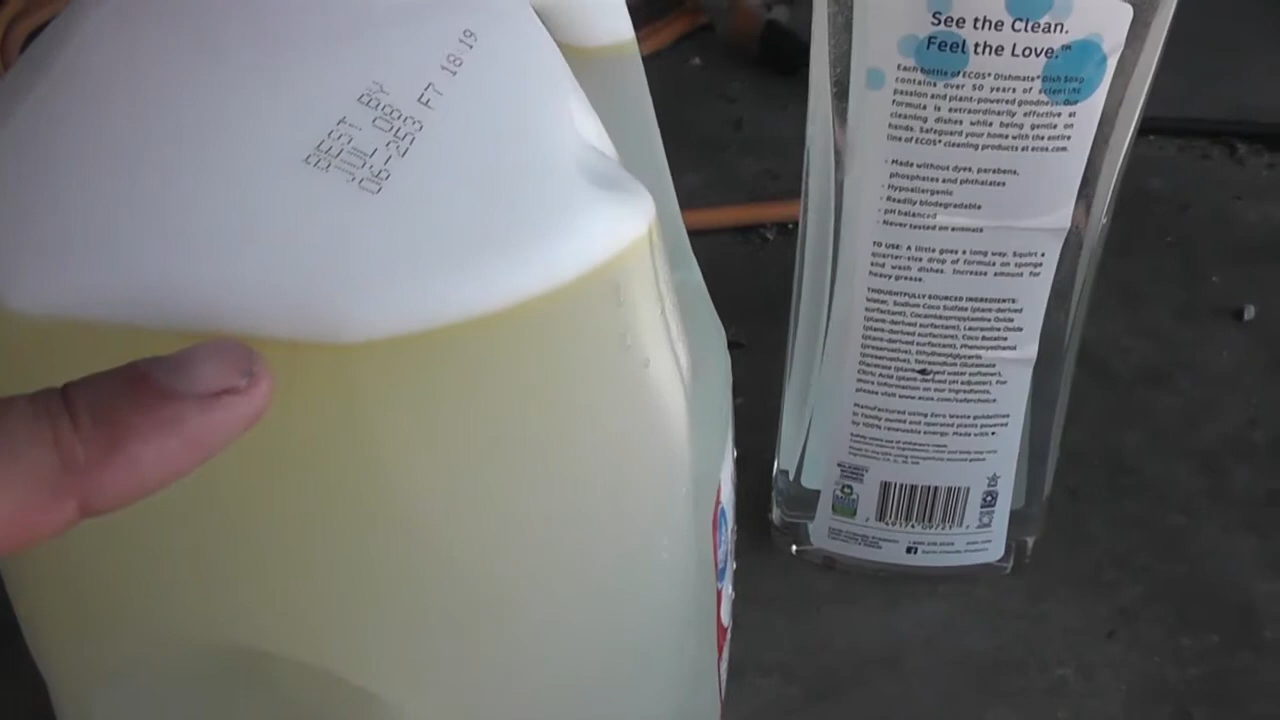 BEST BY
JUL 08
06-253 F7 18:19
See the Clean.
Feel the Love.™
Each bottle of ECOS® Dishmate® Dish Soap
contains over 50 years of scientific
passion and plant-powered goodness. Our
formula is extraordinarily effective at
cleaning dishes while being gentle on
hands. Safeguard your home with the entire
line of ECOS® cleaning products at ecos.com.
- Made without dyes, parabens,
phosphates and phthalates
- Hypoallergenic
- Readily biodegradable
- pH balanced
- Never tested on animals
TO USE: A little goes a long way. Squirt a
quarter-size drop of formula on sponge
and wash dishes. Increase amount for
heavy grease.
THOUGHTFULLY SOURCED INGREDIENTS:
Water, Sodium Coco Sulfate (plant-derived
surfactant), Cocamidopropylamine Oxide
(plant-derived surfactant), Lauramine Oxide
(plant-derived surfactant), Coco Betaine
(plant-derived surfactant), Phenoxyethanol
(preservative), Ethylhexylglycerin
(preservative), Tetrasodium Glutamate
Diacetate water softener),
Citric Acid (plant-derived pH adjuster). For
more information on our ingredients,
please visit www.ecos.com/saferchoice.
Manufactured using Zero Waste guidelines
in family owned and operated plants powered
by 100% renewable energy. Made with ♥.